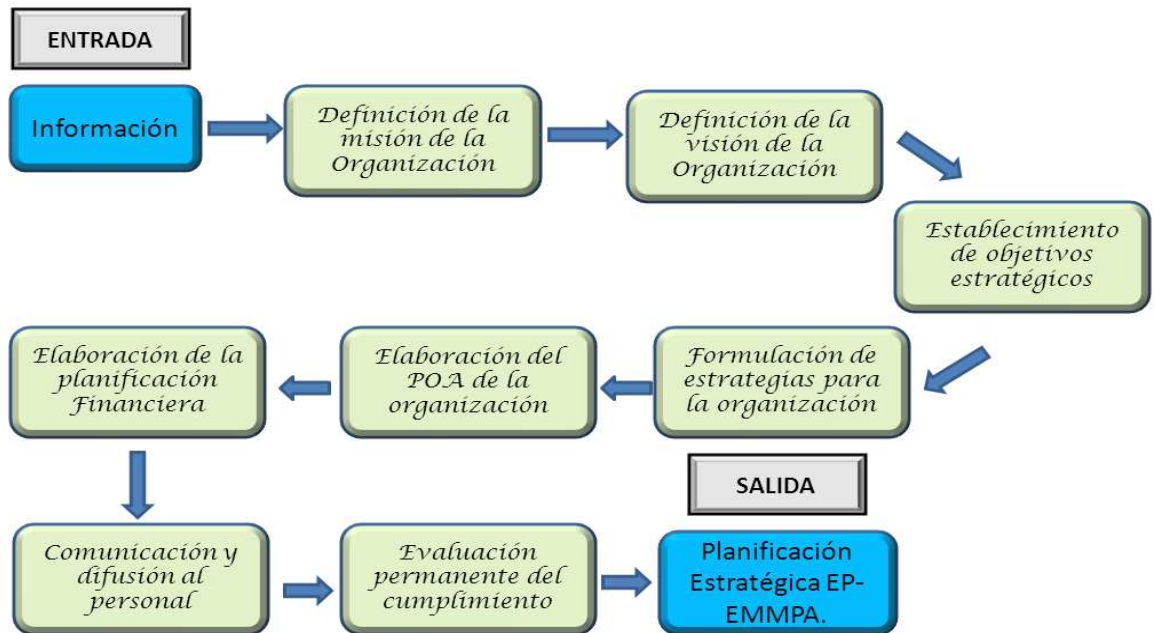 ENTRADA
Información
Definición de la
misión de la
Organización
Definición de la
visión de la
Organización
Establecimiento
de objetivos
estratégicos
Formulación de
estrategias para
la organización
Elaboración del
POA de la
organización
Elaboración de la
planificación
Financiera
Comunicación y
difusión al
personal
Evaluación
permanente del
cumplimiento
SALIDA
Planificación
Estratégica EP-
EMMPA.